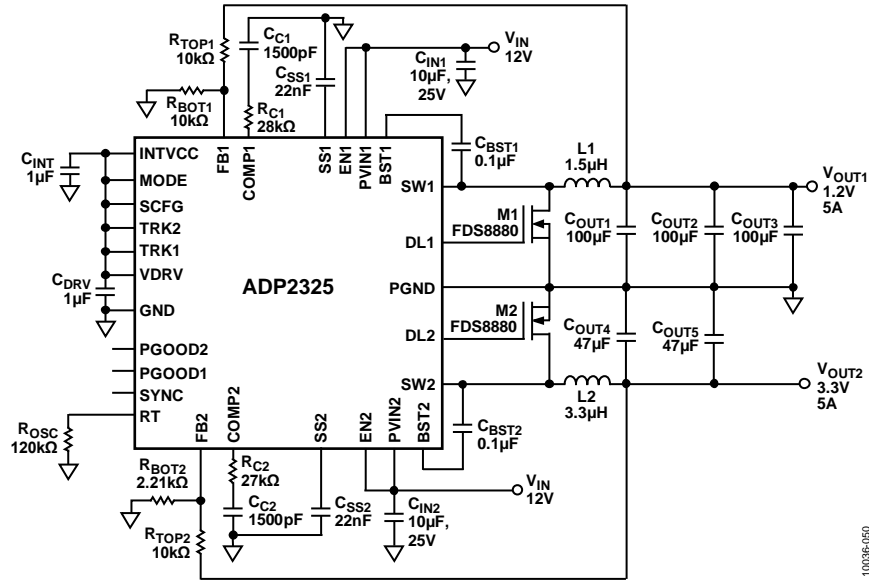 RTOP1
10kΩ
CC1
1500pF
CSS1
22nF
VIN
12V
CIN1
10µF,
25V
RBOT1
10kΩ
RC1
28kΩ
CINT
1µF
INTVCC
MODE
SCFG
TRK2
TRK1
VDRV
CDRV
1µF
GND
PGOOD2
PGOOD1
SYNC
RT
ROSC
120kΩ
FB1
COMP1
SS1
EN1
PVIN1
BST1
ADP2325
SW1
DL1
PGND
DL2
SW2
FB2
COMP2
SS2
EN2
PVIN2
BST2
CBST1
0.1µF
L1
1.5µH
M1
FDS8880
COUT1
100µF
COUT2
100µF
COUT3
100µF
VOUT1
1.2V
5A
M2
FDS8880
COUT4
47µF
COUT5
47µF
L2
3.3µH
VOUT2
3.3V
5A
CBST2
0.1µF
RBOT2
2.21kΩ
RTOP2
10kΩ
RC2
27kΩ
CC2
1500pF
CSS2
22nF
CIN2
10µF,
25V
VIN
12V
10036-050